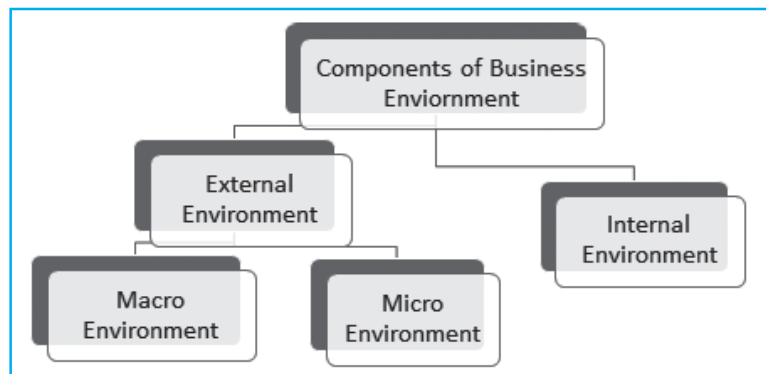 Components of Business
Enviornment
External
Environment
Internal
Environment
Macro
Environment
Micro
Environment